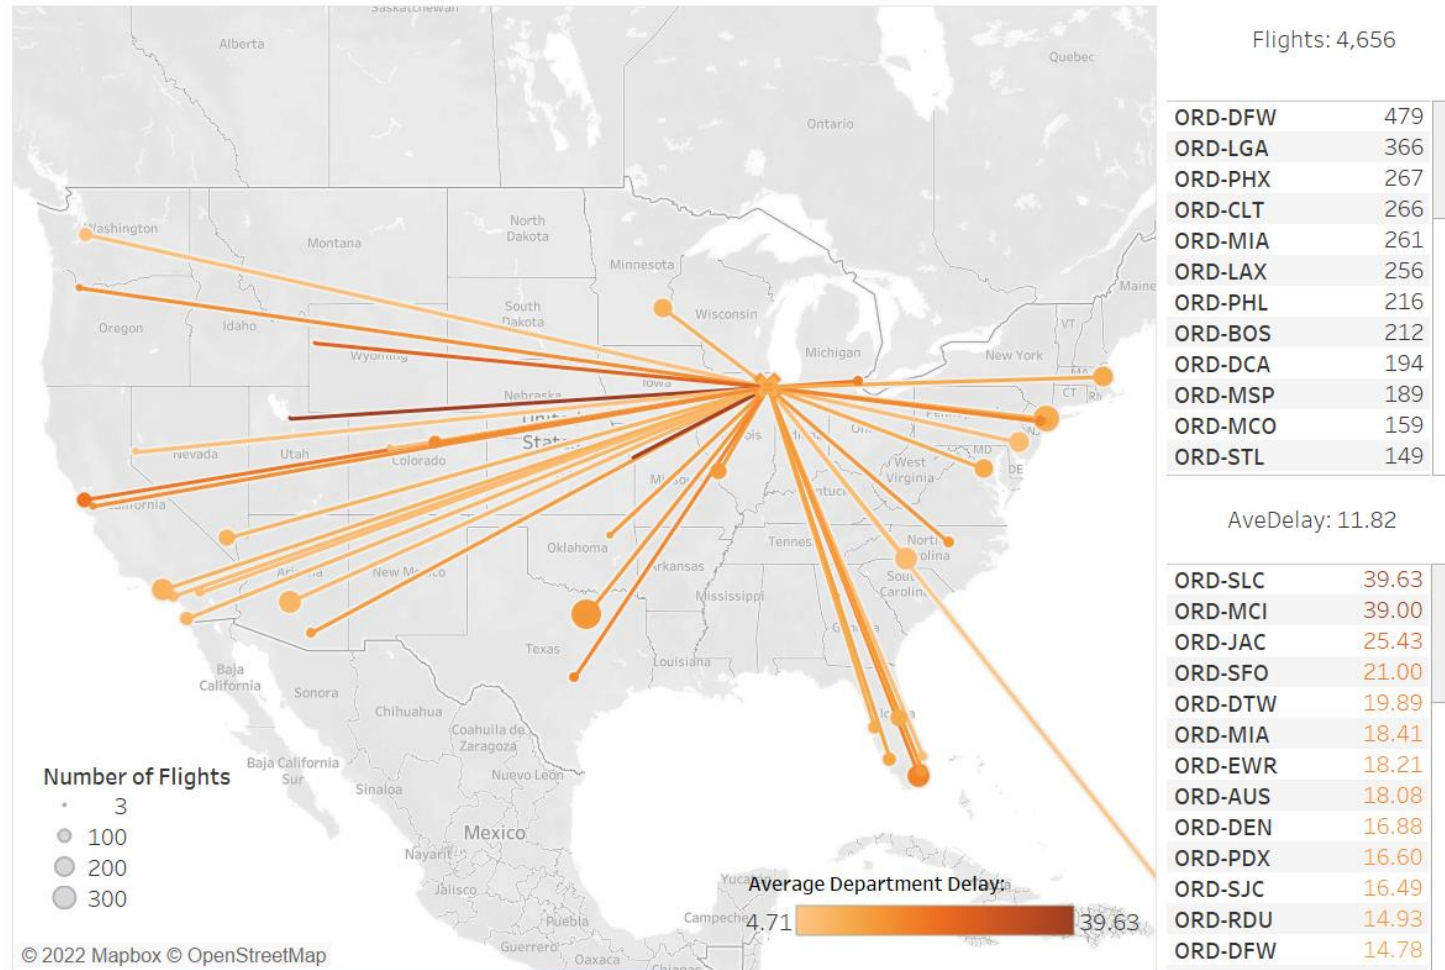 Saskatchewan
Alberta
Quebec
Ontario
Washington
Montana
North
Dakota
Minnesota
Maine
Oregon
Idaho
South
Dakota
Wisconsin
VT
Wyoming
Michigan
New York
MA
CT
Iowa
Nebraska
Nevada
Utah
Colorado
West
Virginia
MD
DE
Oklahoma
Tennes
Arkansas
New Mexico
Mississippi
Texas
Louisiana
Baja
California
Sonora
Chihuahua
Coahuila de
Zaragoza
Baja California
Sur
Nuevo León
Sinaloa
Mexico
Nayarit
Jalisco
Puebla
Campeche
Guerrero
Oaxaca
Chiapas
Number of Flights
3
100
200
300
Average Department Delay:
4.71
39.63
© 2022 Mapbox © OpenStreetMap
Flights: 4,656
ORD-DFW 479
ORD-LGA 366
ORD-PHX 267
ORD-CLT 266
ORD-MIA 261
ORD-LAX 256
ORD-PHL 216
ORD-BOS 212
ORD-DCA 194
ORD-MSP 189
ORD-MCO 159
ORD-STL 149
AveDelay: 11.82
ORD-SLC 39.63
ORD-MCI 39.00
ORD-JAC 25.43
ORD-SFO 21.00
ORD-DTW 19.89
ORD-MIA 18.41
ORD-EWR 18.21
ORD-AUS 18.08
ORD-DEN 16.88
ORD-PDX 16.60
ORD-SJC 16.49
ORD-RDU 14.93
ORD-DFW 14.78